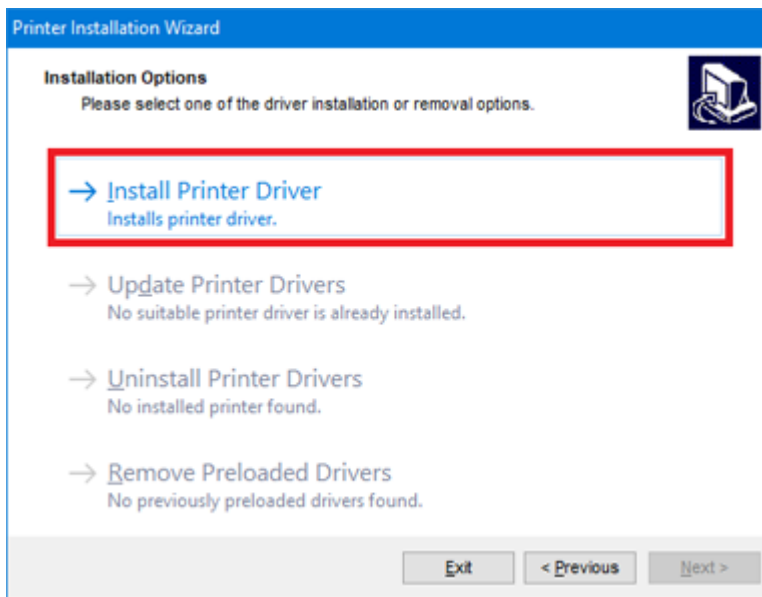 Printer Installation Wizard
Installation Options
Please select one of the driver installation or removal options.
→ Install Printer Driver
Installs printer driver.
→ Update Printer Drivers
No suitable printer driver is already installed.
→ Uninstall Printer Drivers
No installed printer found.
→ Remove Preloaded Drivers
No previously preloaded drivers found.
Exit < Previous Next >